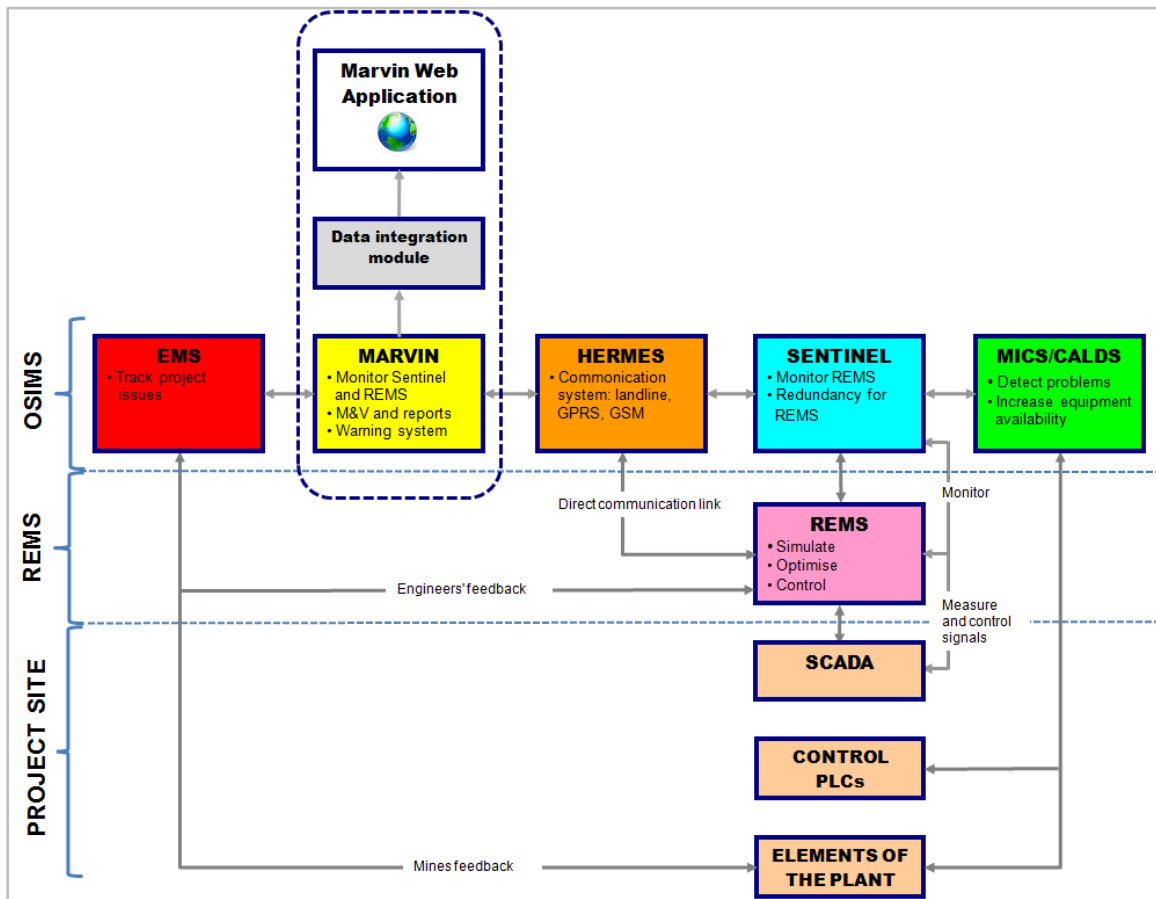 Marvin Web
Application
Data integration
module
OSIMS
EMS
• Track project
issues
MARVIN
• Monitor Sentinel
and REMS
• M&V and reports
• Warning system
HERMES
• Communication
system: landline,
GPRS, GSM
SENTINEL
• Monitor REMS
• Redundancy for
REMS
MICS/CALDS
• Detect problems
• Increase equipment
availability
REMS
Direct communication link
Monitor
REMS
• Simulate
• Optimise
• Control
Engineers' feedback
Measure
and control
signals
PROJECT SITE
SCADA
CONTROL
PLCs
Mines feedback
ELEMENTS OF
THE PLANT